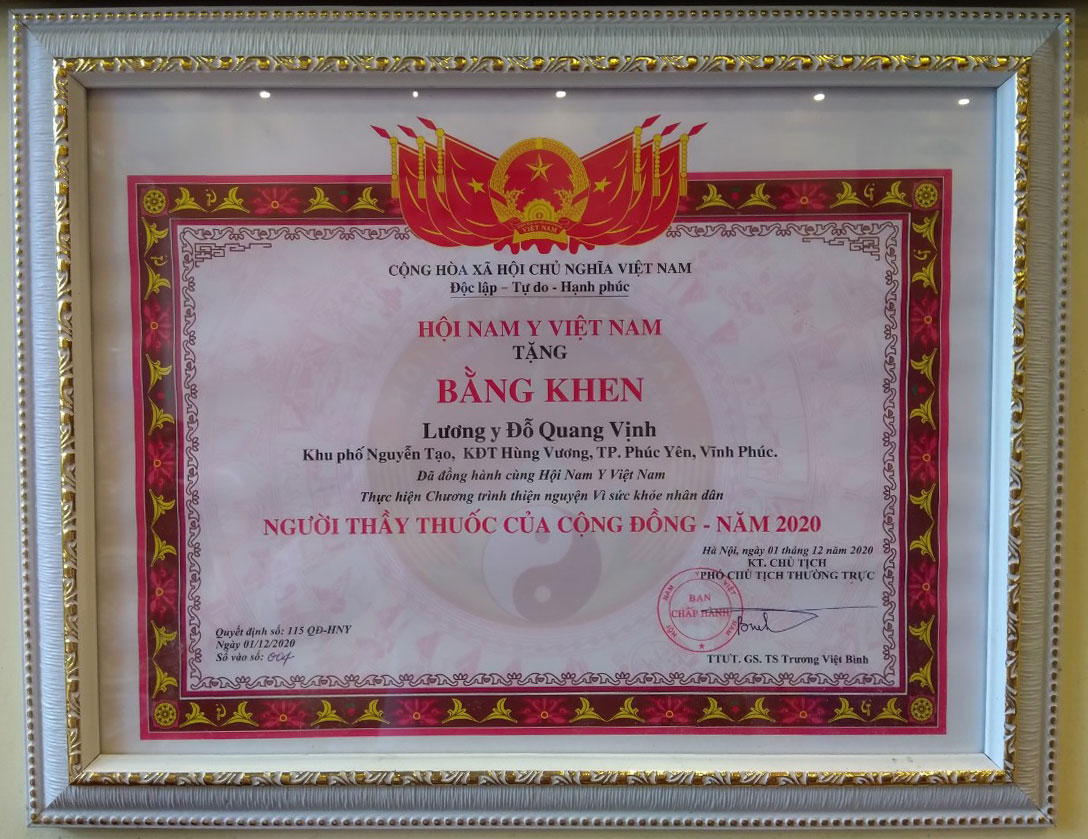 VIỆT NAM
CỘNG HÒA XÃ HỘI CHỦ NGHĨA VIỆT NAM
Độc lập – Tự do - Hạnh phúc
HỘI NAM Y VIỆT NAM
TẶNG
BẰNG KHEN
Lương y Đỗ Quang Vịnh
Khu phố Nguyễn Tạo, KĐT Hùng Vương, TP. Phúc Yên, Vĩnh Phúc.
Đã đồng hành cùng Hội Nam Y Việt Nam
Thực hiện Chương trình thiện nguyện Vì sức khỏe nhân dân
NGƯỜI THẦY THUỐC CỦA CỘNG ĐỒNG - NĂM 2020
Hà Nội, ngày 01 tháng 12 năm 2020
KT. CHỦ TỊCH
PHÓ CHỦ TỊCH THƯỜNG TRỰC
HỘI NAM Y VIỆT NAM
BAN
CHẤP HÀNH
TTƯT. GS. TS Trương Việt Bình
Quyết định số: 115 QĐ-HNY
Ngày 01/12/2020
Số vào sổ: